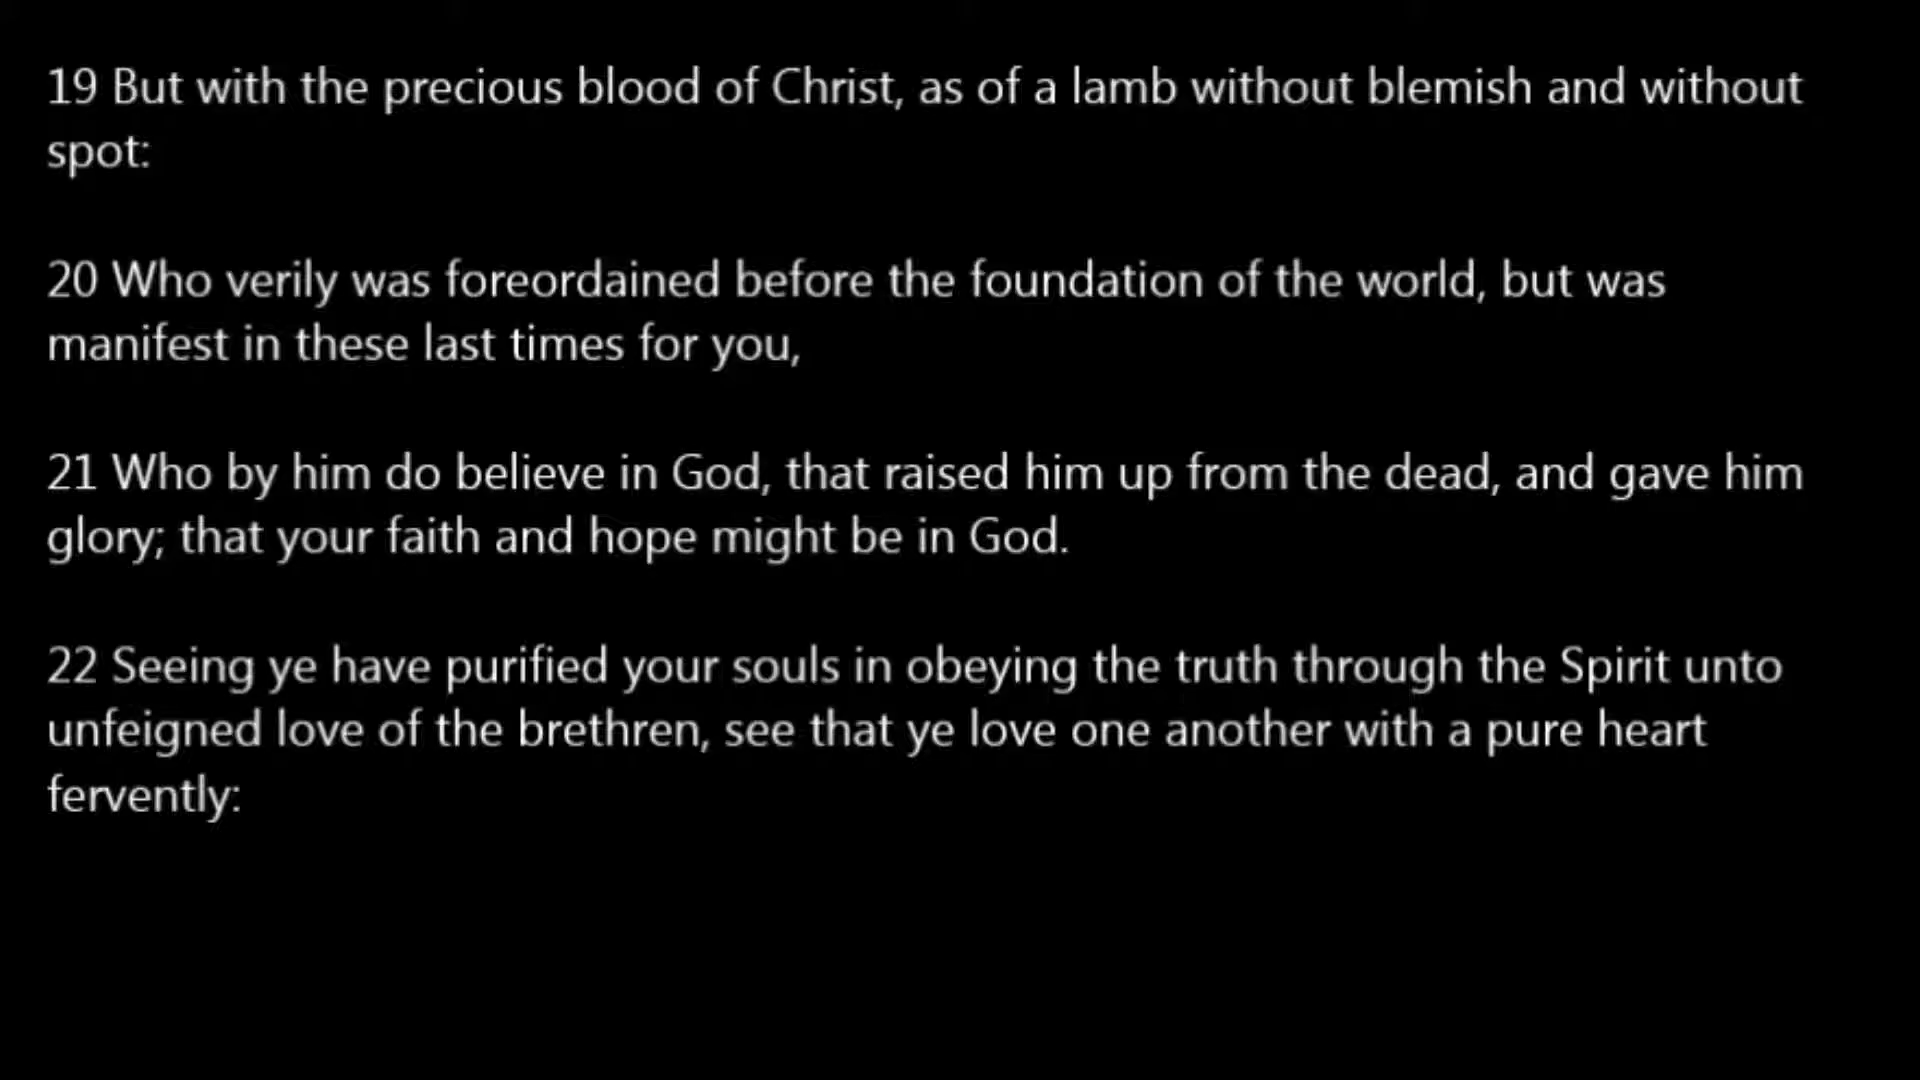 19 But with the precious blood of Christ, as of a lamb without blemish and without
spot:
20 Who verily was foreordained before the foundation of the world, but was
manifest in these last times for you,
21 Who by him do believe in God, that raised him up from the dead, and gave him
glory; that your faith and hope might be in God.
22 Seeing ye have purified your souls in obeying the truth through the Spirit unto
unfeigned love of the brethren, see that ye love one another with a pure heart
fervently: